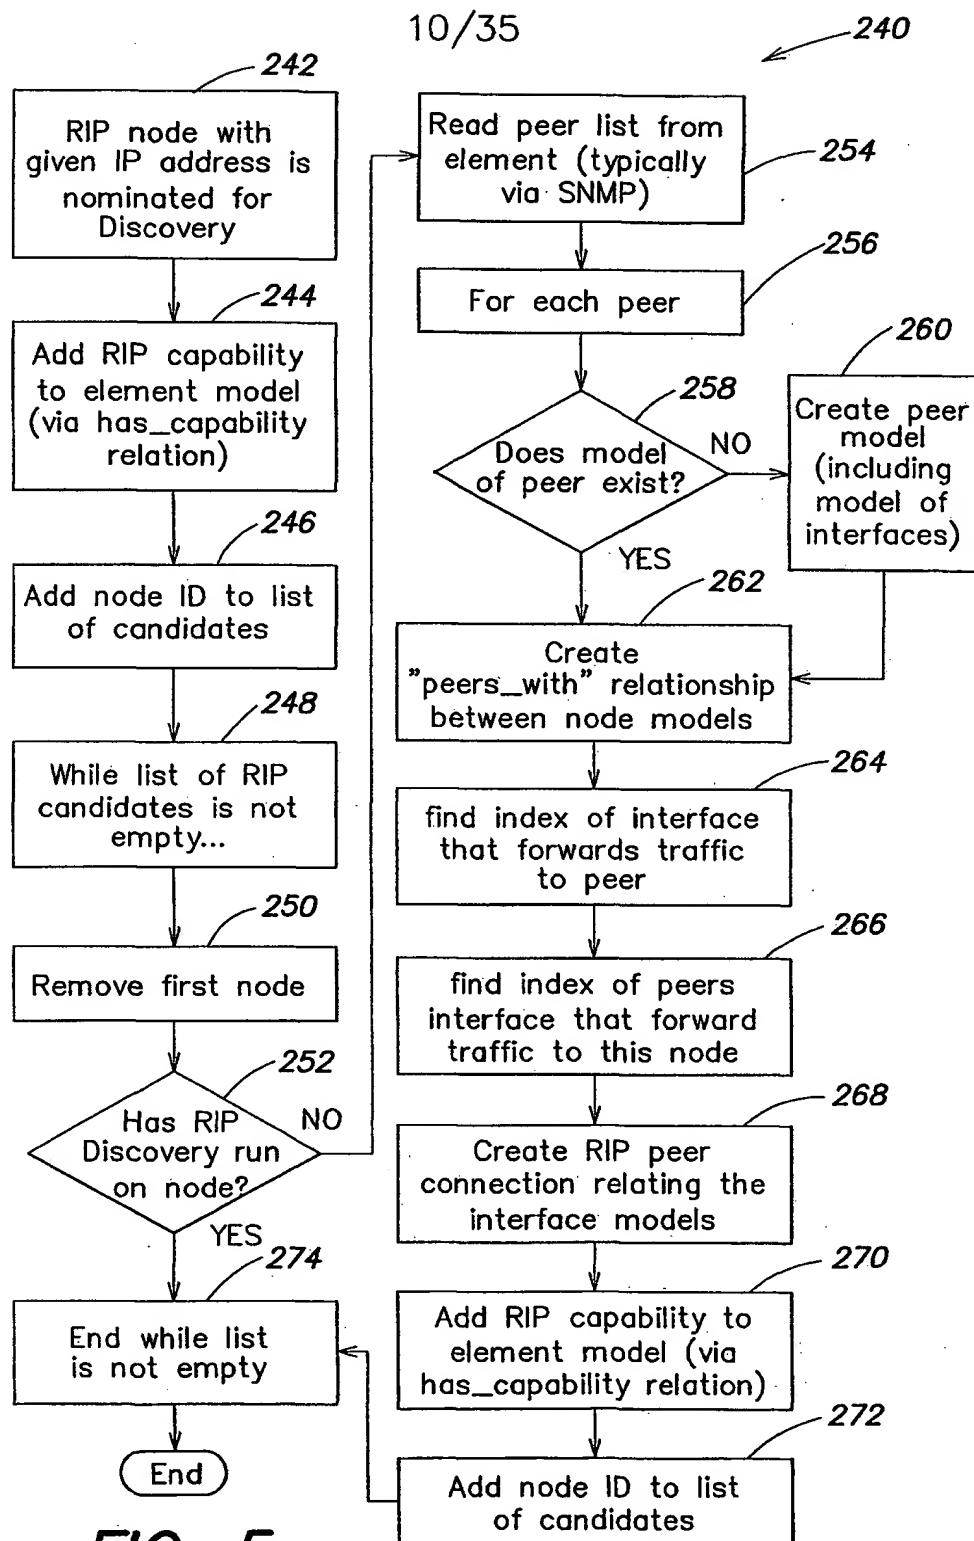 10/35
240
242
RIP node with
given IP address is
nominated for
Discovery
244
Add RIP capability
to element model
(via has_capability
relation)
246
Add node ID to list
of candidates
248
While list of RIP
candidates is not
empty...
250
Remove first node
252
Has RIP
Discovery run
on node?
NO
YES
274
End while list
is not empty
End
254
Read peer list from
element (typically
via SNMP)
256
For each peer
258
Does model
of peer exist?
NO
YES
260
Create peer
model
(including
model of
interfaces)
262
Create
"peers_with" relationship
between node models
264
find index of interface
that forwards traffic
to peer
266
find index of peers
interface that forward
traffic to this node
268
Create RIP peer
connection relating the
interface models
270
Add RIP capability to
element model (via
has_capability relation)
272
Add node ID to list
of candidates